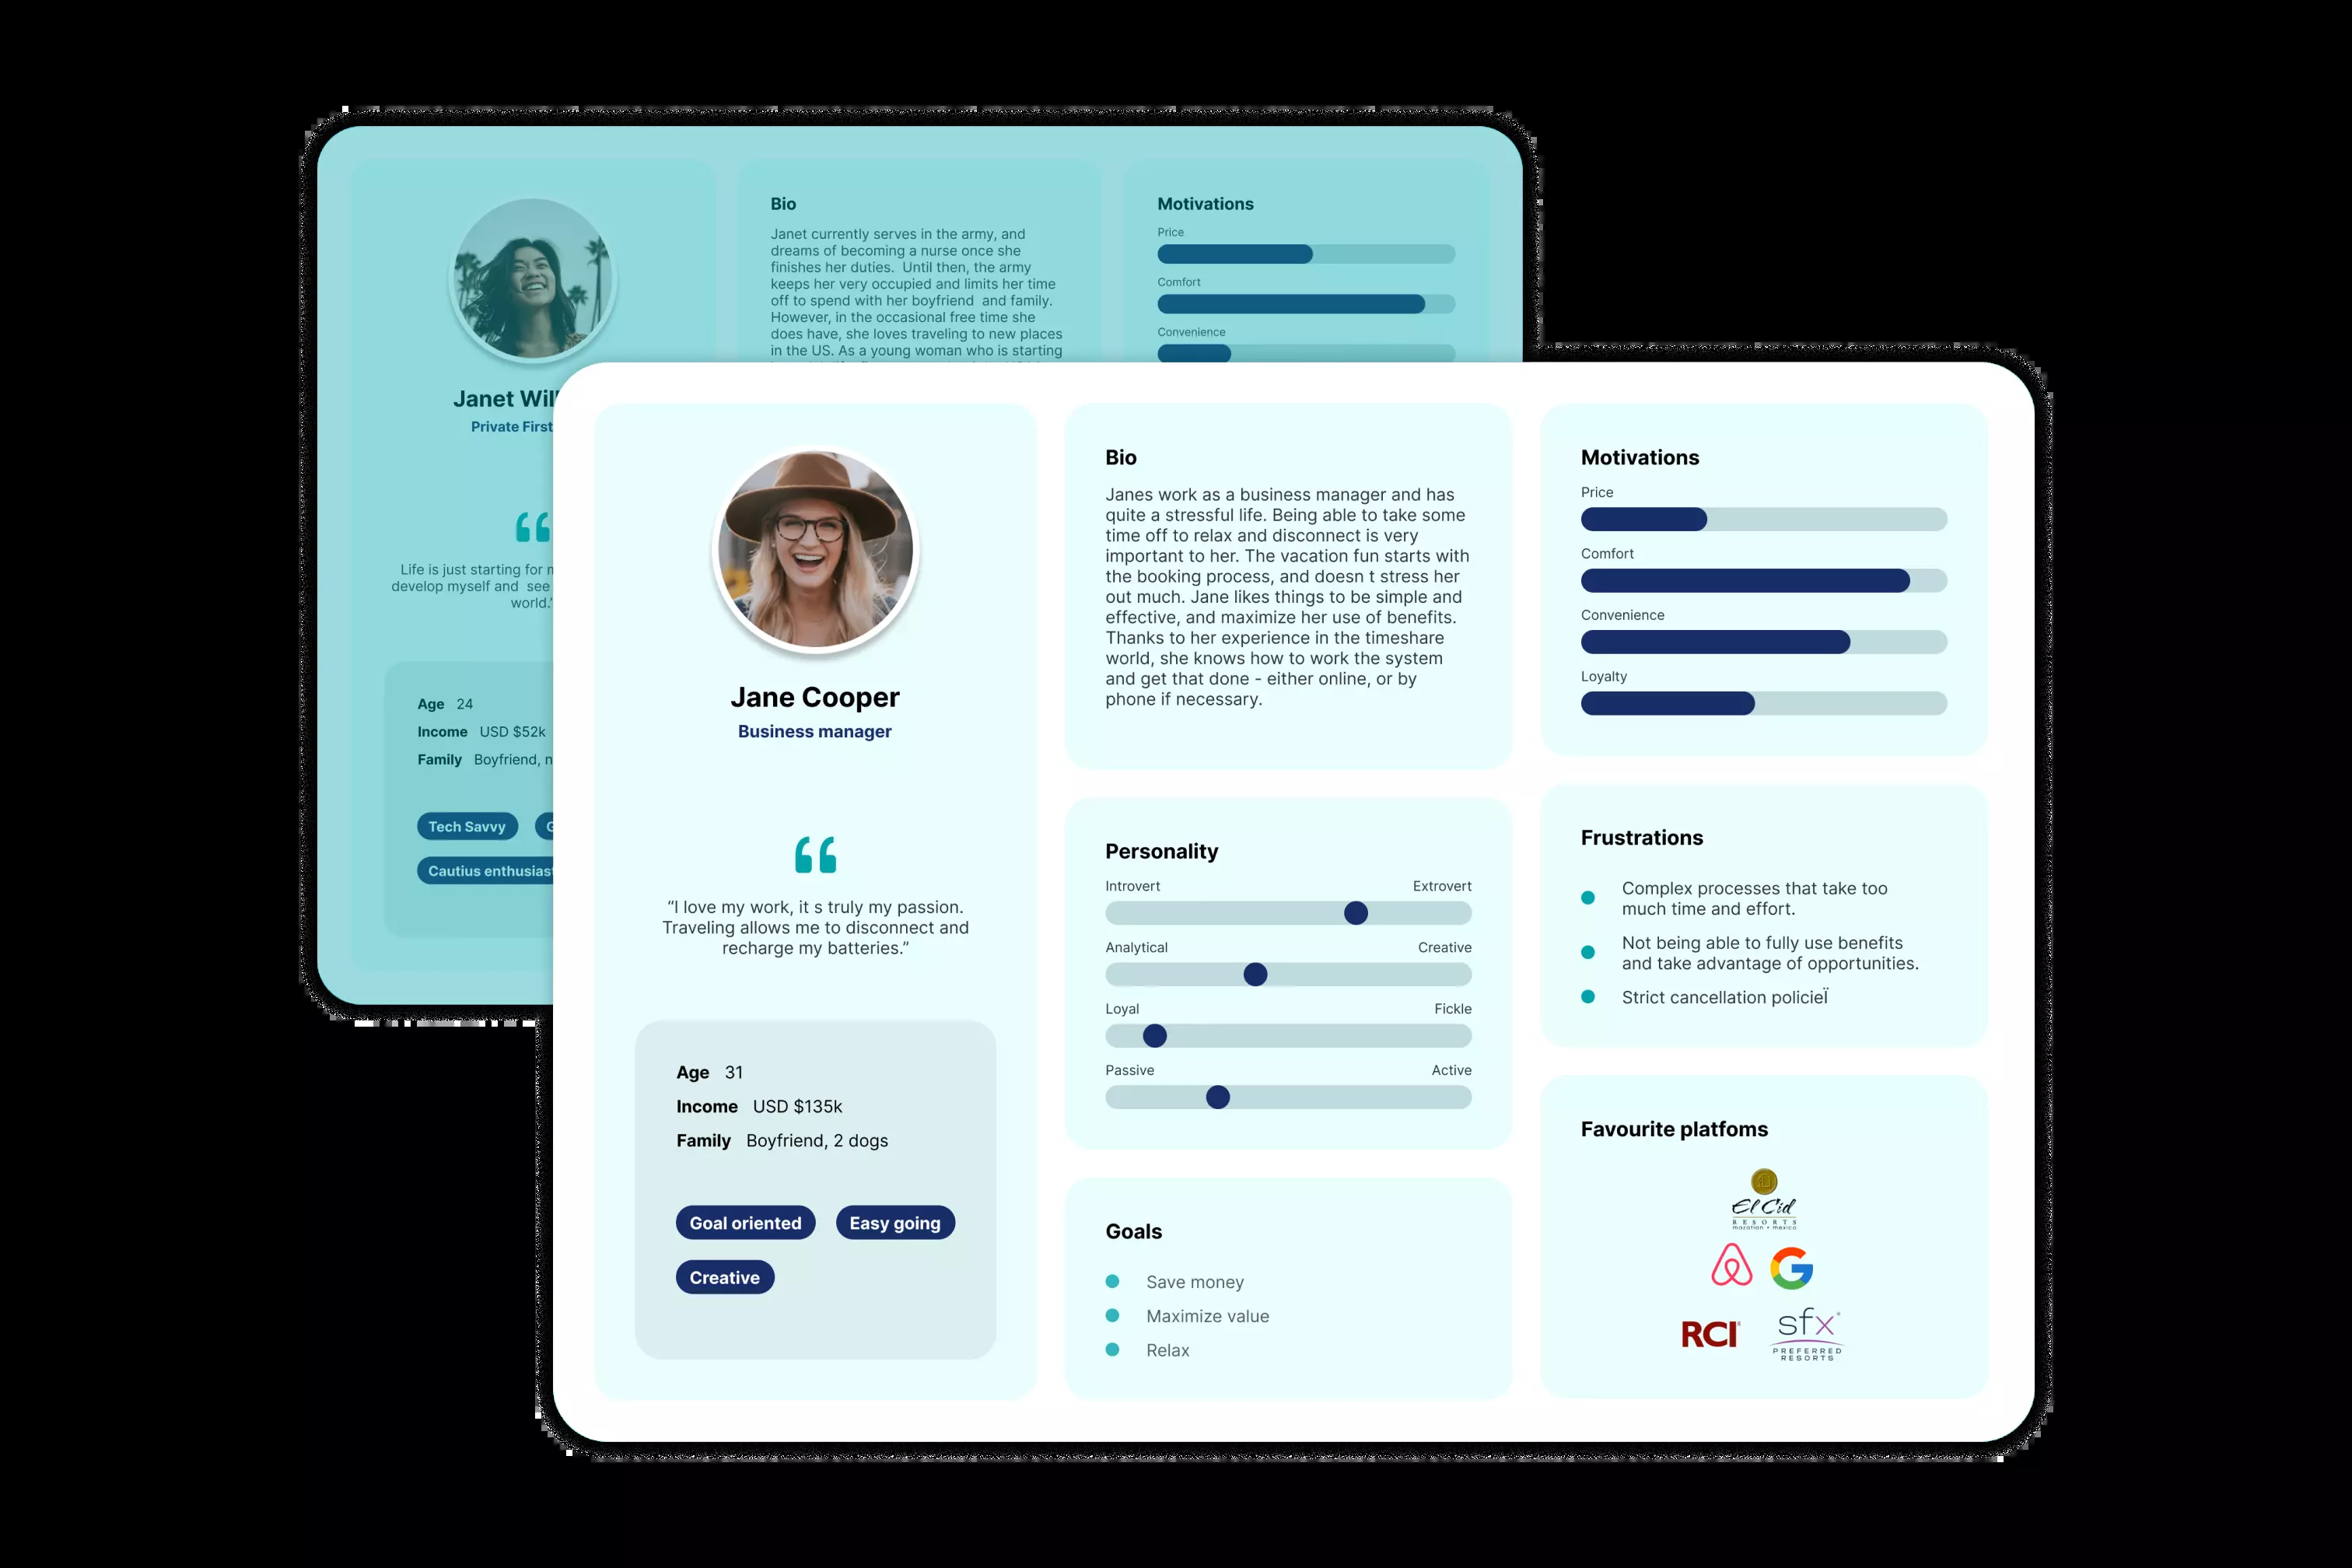 Bio
Janet currently serves in the army, and
dreams of becoming a nurse once she
finishes her duties. Until then, the army
keeps her very occupied and limits her time
off to spend with her boyfriend and family.
However, in the occasional free time she
does have, she loves traveling to new places
in the US. As a young woman who is starting
Motivations
Price
Comfort
Convenience
Janet Will
Private First
Life is just starting for
develop myself and see
world."
Age 24
Income USD $52k
Family Boyfriend,
Tech Savvy
Cautius enthusiast
Jane Cooper
Business manager
“I love my work, it s truly my passion.
Traveling allows me to disconnect and
recharge my batteries.”
Age 31
Income USD $135k
Family Boyfriend, 2 dogs
Goal oriented Easy going
Creative
Bio
Janes work as a business manager and has
quite a stressful life. Being able to take some
time off to relax and disconnect is very
important to her. The vacation fun starts with
the booking process, and doesn t stress her
out much. Jane likes things to be simple and
effective, and maximize her use of benefits.
Thanks to her experience in the timeshare
world, she knows how to work the system
and get that done - either online, or by
phone if necessary.
Personality
Introvert Extrovert
Analytical Creative
Loyal Fickle
Passive Active
Goals
Save money
Maximize value
Relax
Motivations
Price
Comfort
Convenience
Loyalty
Frustrations
Complex processes that take too
much time and effort.
Not being able to fully use benefits
and take advantage of opportunities.
Strict cancellation policieÏ
Favourite platfoms
El Cid
RESORTS
mazatlan • mexico
RCI
sfx
PREFERRED
RESORTS